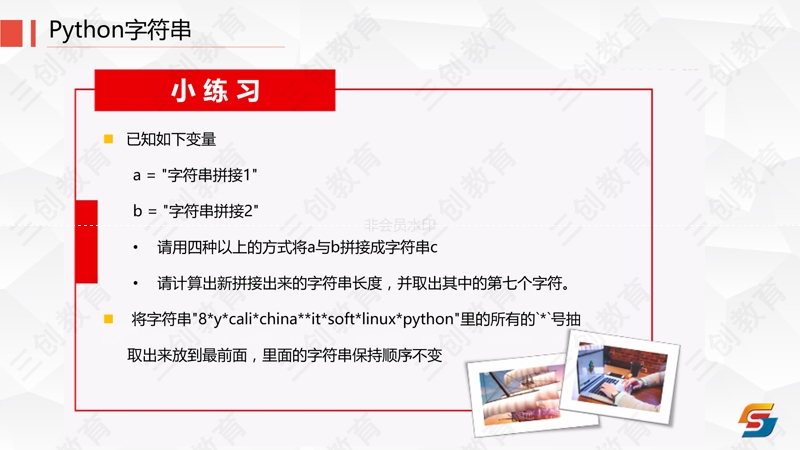 Python字符串
小 练 习
已知如下变量
a = "字符串拼接1"
b = "字符串拼接2"
非会员水印
• 请用四种以上的方式将a与b拼接成字符串c
• 请计算出新拼接出来的字符串长度，并取出其中的第七个字符。
将字符串"8*y*cali*china**it*soft*linux*python"里的所有的`*`号抽
取出来放到最前面，里面的字符串保持顺序不变
三创教育